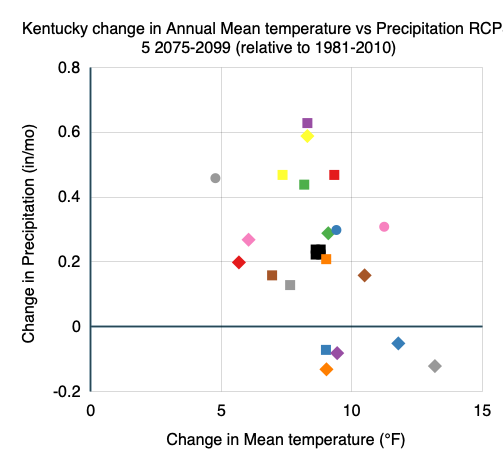 Kentucky change in Annual Mean temperature vs Precipitation RCP
5 2075-2099 (relative to 1981-2010)
0.8
0.6
0.4
0.2
0
-0.2
Change in Precipitation (in/mo)
0 5 10 15
Change in Mean temperature (°F)